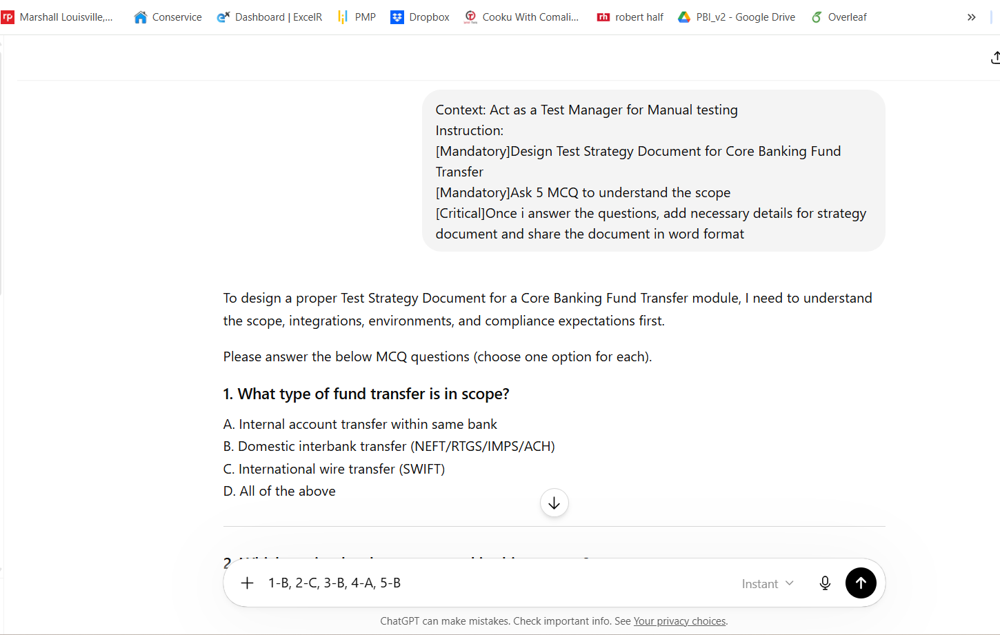 rp Marshall Louisville,... Conservice Dashboard | ExcelR PMP Dropbox Cooku With Comali... rh robert half PBI_v2 - Google Drive Overleaf »
Context: Act as a Test Manager for Manual testing
Instruction:
[Mandatory]Design Test Strategy Document for Core Banking Fund
Transfer
[Mandatory]Ask 5 MCQ to understand the scope
[Critical]Once i answer the questions, add necessary details for strategy
document and share the document in word format
To design a proper Test Strategy Document for a Core Banking Fund Transfer module, I need to understand
the scope, integrations, environments, and compliance expectations first.
Please answer the below MCQ questions (choose one option for each).
1. What type of fund transfer is in scope?
A. Internal account transfer within same bank
B. Domestic interbank transfer (NEFT/RTGS/IMPS/ACH)
C. International wire transfer (SWIFT)
D. All of the above
2.
1-B, 2-C, 3-B, 4-A, 5-B
Instant
ChatGPT can make mistakes. Check important info. See Your privacy choices.